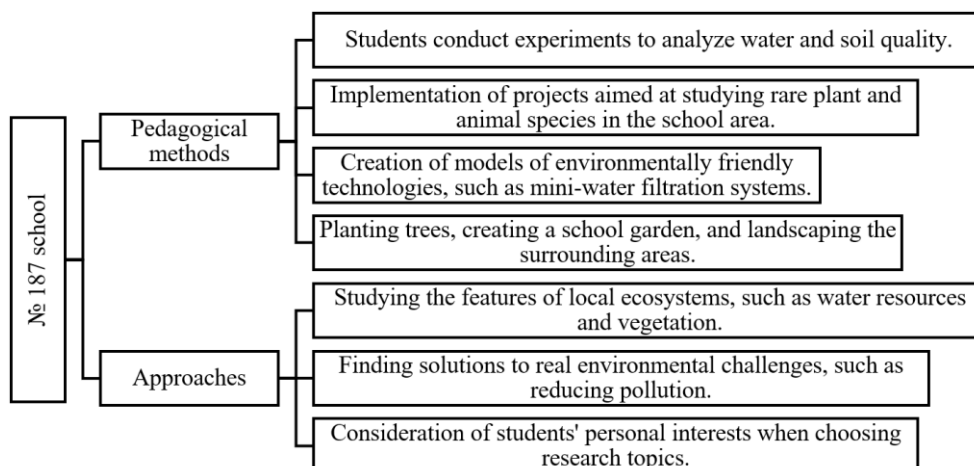 № 187 school
Pedagogical
methods
Students conduct experiments to analyze water and soil quality.
Implementation of projects aimed at studying rare plant and
animal species in the school area.
Creation of models of environmentally friendly
technologies, such as mini-water filtration systems.
Planting trees, creating a school garden, and landscaping the
surrounding areas.
Approaches
Studying the features of local ecosystems, such as water resources
and vegetation.
Finding solutions to real environmental challenges, such as
reducing pollution.
Consideration of students' personal interests when choosing
research topics.